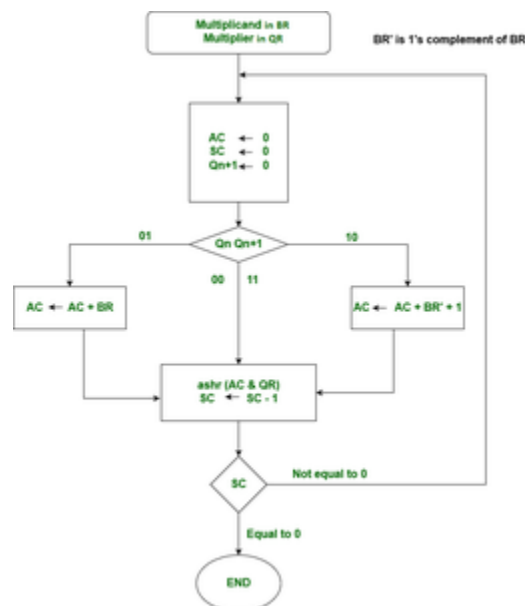 Multiplicand in BR
Multiplier in QR
BR' is 1's complement of BR
AC ← 0
SC ← 0
Qn+1 ← 0
Qn Qn+1
01
10
00 11
AC ← AC + BR
AC ← AC + BR' + 1
ashr (AC & QR)
SC ← SC - 1
SC
Not equal to 0
Equal to 0
END